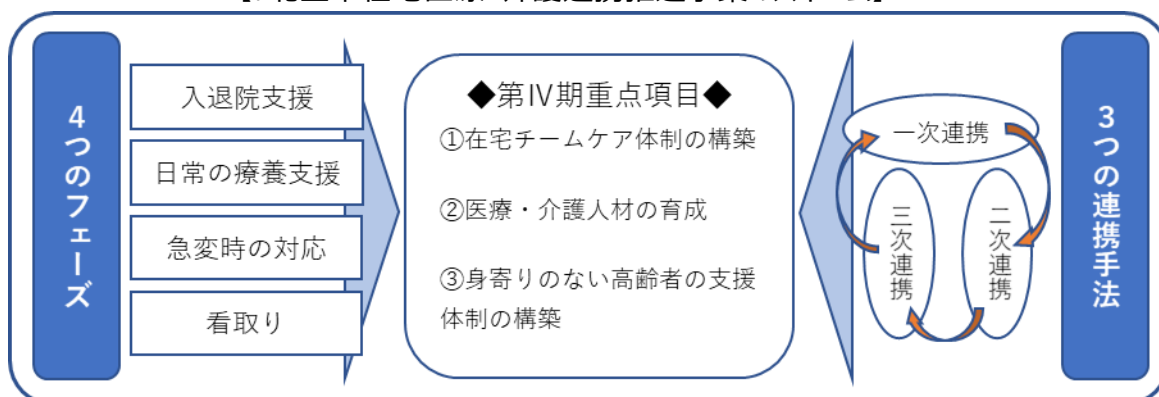 4つのフェーズ
入退院支援
日常の療養支援
急変時の対応
看取り
◆第Ⅳ期重点項目◆
①在宅チームケア体制の構築
②医療・介護人材の育成
③身寄りのない高齢者の支援
体制の構築
一次連携
二次連携
三次連携
3つの連携手法